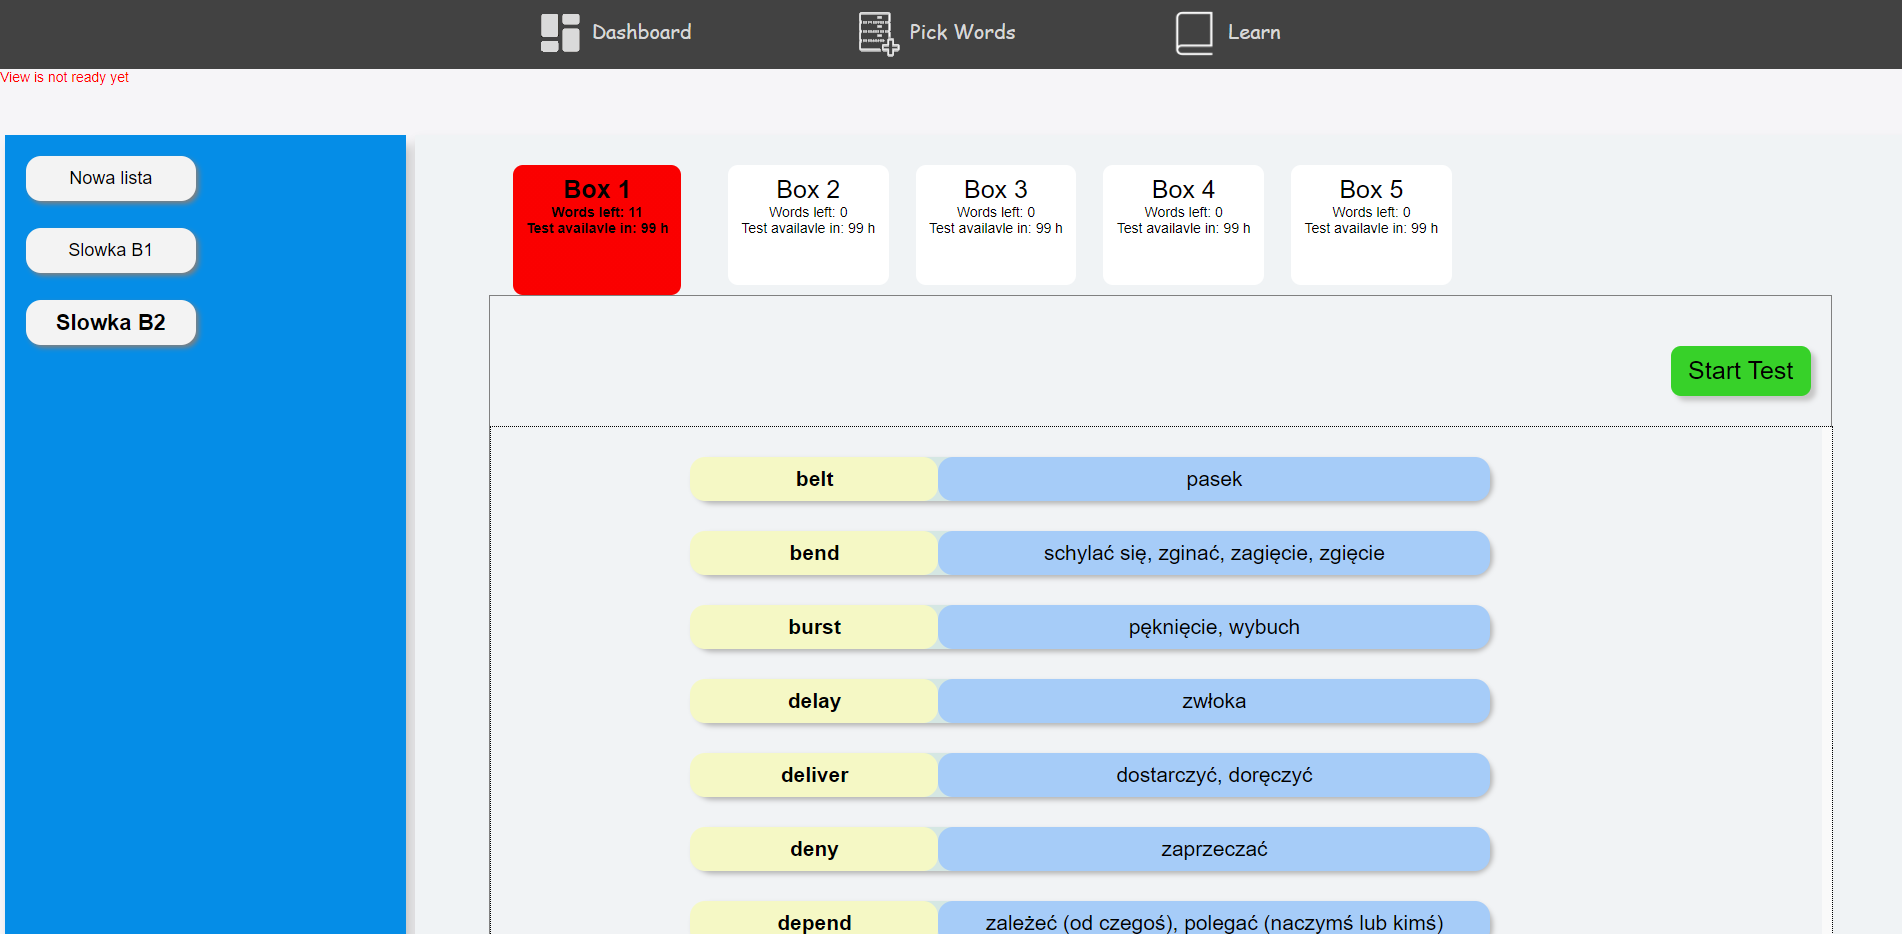 Dashboard
Pick Words
Learn
View is not ready yet
Nowa lista
Slowka B1
Slowka B2
Box 1
Words left: 11
Test availavle in: 99 h
Box 2
Words left: 0
Test availavle in: 99 h
Box 3
Words left: 0
Test availavle in: 99 h
Box 4
Words left: 0
Test availavle in: 99 h
Box 5
Words left: 0
Test availavle in: 99 h
Start Test
belt pasek
bend schylać się, zginać, zagięcie, zgięcie
burst pęknięcie, wybuch
delay zwłoka
deliver dostarczyć, doręczyć
deny zaprzeczać
depend zależeć (od czegoś), polegać (naczymś lub kimś)